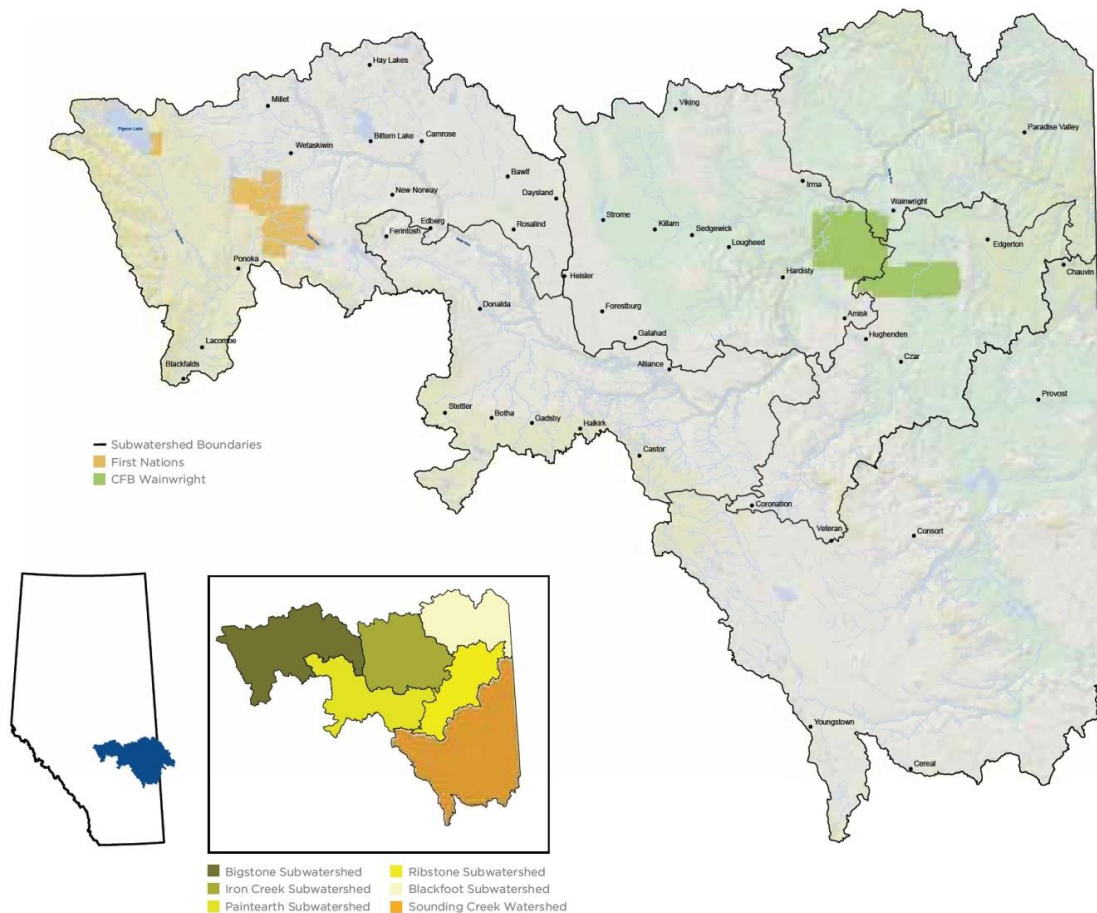 Hay Lakes
Millet
Viking
Pigeon Lake
Paradise Valley
Bittern Lake
Camrose
Wetaskiwin
Bawlf
Irma
New Norway
Daysland
Wainwright
Strome
Killam
Edberg
Rosalind
Sedgewick
Ferintosh
Lougheed
Edgerton
Ponoka
Chauvin
Heisler
Hardisty
Donalda
Forestburg
Amisk
Galahad
Hughenden
Lacombe
Czar
Blackfalds
Alliance
Provost
Stettler
Botha
Gadsby
Halkirk
Castor
Subwatershed Boundaries
First Nations
CFB Wainwright
Coronation
Veteran
Consort
Youngstown
Cereal
Bigstone Subwatershed
Iron Creek Subwatershed
Paintearth Subwatershed
Ribstone Subwatershed
Blackfoot Subwatershed
Sounding Creek Watershed